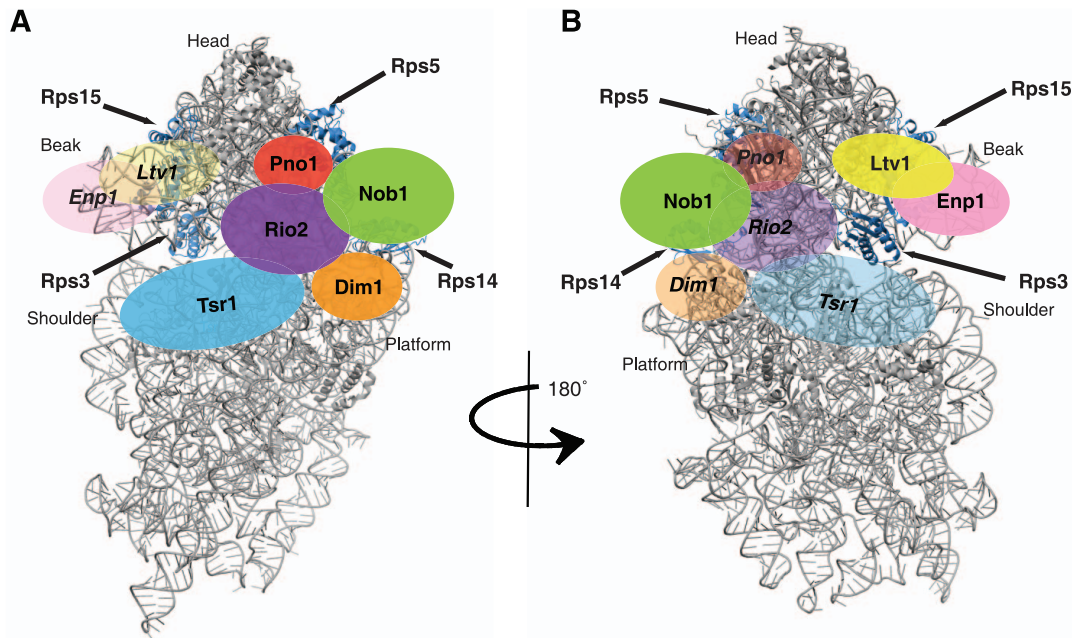 A
Head
Rps5
Rps15
Beak
Pno1
Ltv1
Enp1
Nob1
Rio2
Rps3
Rps14
Dim1
Tsr1
Shoulder
Platform
180°
B
Head
Rps5
Rps15
Beak
Pno1
Ltv1
Nob1
Enp1
Rio2
Rps14
Rps3
Dim1
Tsr1
Shoulder
Platform